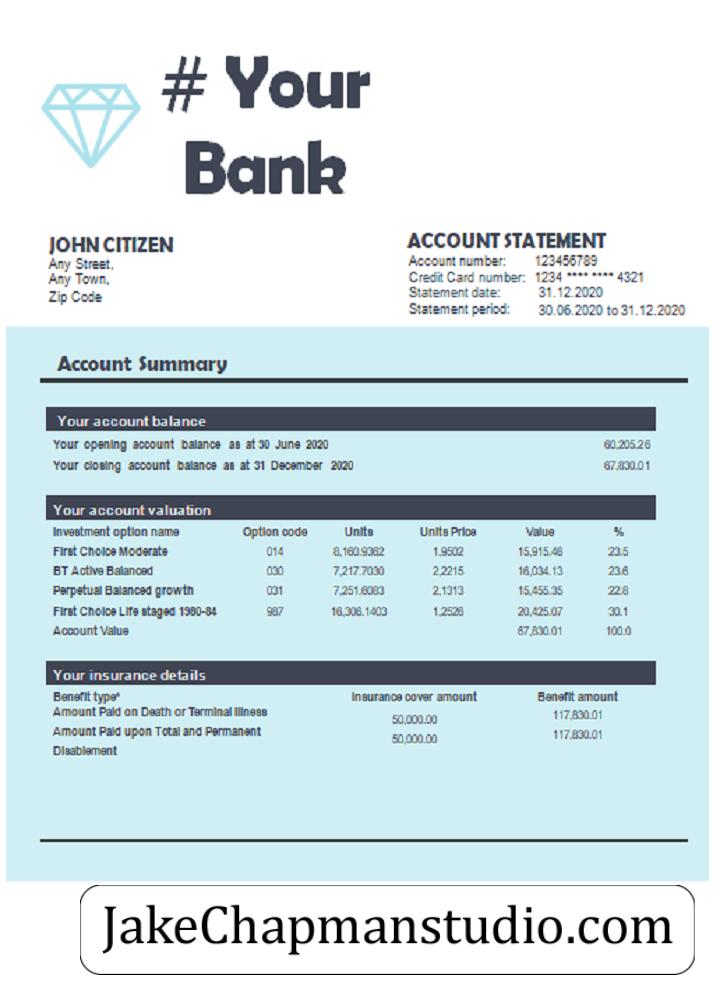 # Your
Bank
JOHN CITIZEN
Any Street,
Any Town,
Zip Code
ACCOUNT STATEMENT
Account number: 123456789
Credit Card number: 1234 **** **** 4321
Statement date: 31.12.2020
Statement period: 30.06.2020 to 31.12.2020
Account Summary
Your account balance
Your opening account balance as at 30 June 2020 60,205.26
Your closing account balance as at 31 December 2020 67,830.01
Your account valuation
Investment option name Option code Units Units Price Value %
First Choice Moderate 014 8,160.9362 1,9502 15,915.46 23.5
BT Active Balanced 030 7,217.7030 2,2215 16,034.13 23.6
Perpetual Balanced growth 031 7,251.6083 2,1313 15,455.35 22.8
First Choice Life staged 1980-84 987 16,306.1403 1,2526 20,425.07 30.1
Account Value 67,830.01 100.0
Your insurance details
Benefit type* Insurance cover amount Benefit amount
Amount Paid on Death or Terminal Illness 50,000.00 117,830.01
Amount Paid upon Total and Permanent 50,000.00 117,830.01
Disablement
JakeChapmanstudio.com